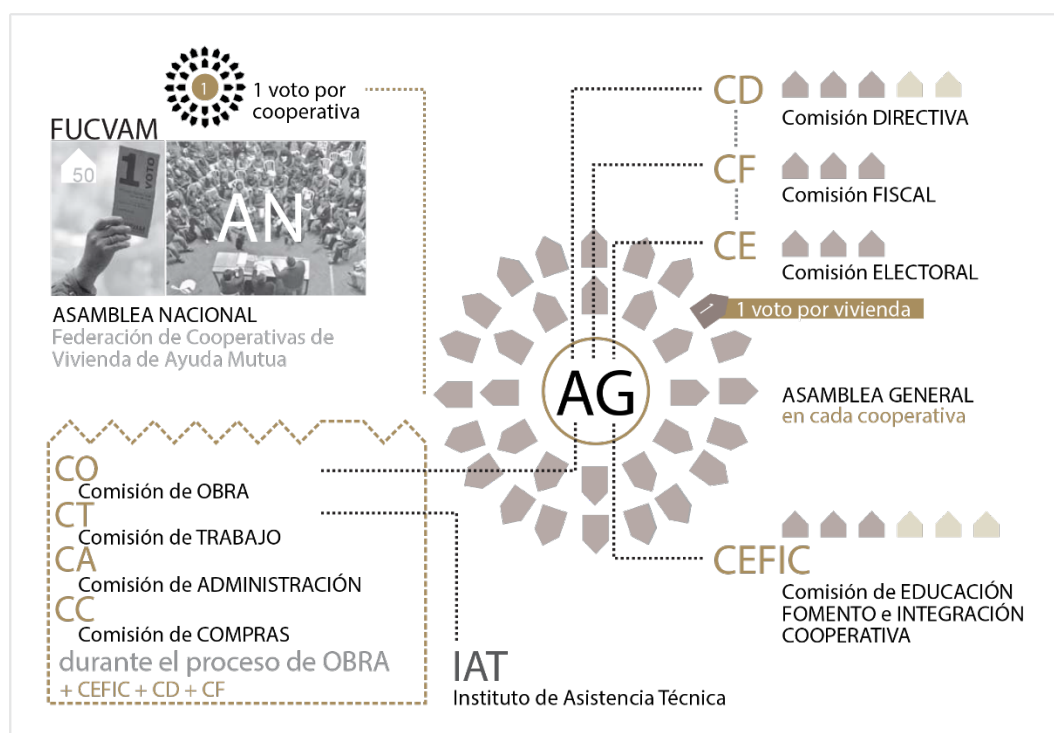 1
1 voto por
cooperativa
FUCVAM
50
1
VOTO
AN
ASAMBLEA NACIONAL
Federación de Cooperativas de
Vivienda de Ayuda Mutua
CD
Comisión DIRECTIVA
CF
Comisión FISCAL
CE
Comisión ELECTORAL
1
1 voto por vivienda
AG
ASAMBLEA GENERAL
en cada cooperativa
CO
Comisión de OBRA
CT
Comisión de TRABAJO
CA
Comisión de ADMINISTRACIÓN
CC
Comisión de COMPRAS
durante el proceso de OBRA
+ CEFIC + CD + CF
IAT
Instituto de Asistencia Técnica
CEFIC
Comisión de EDUCACIÓN
FOMENTO e INTEGRACIÓN
COOPERATIVA